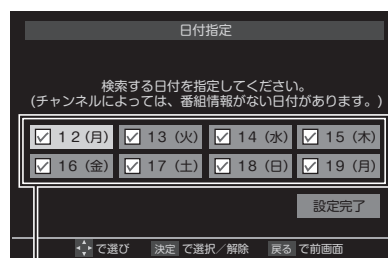 日付指定
検索する日付を指定してください。
(チャンネルによっては、番組情報がない日付があります。)
12(月) 13(火) 14(水) 15(木)
16(金) 17(土) 18(日) 19(月)
設定完了
で選び 決定 で選択／解除 戻る で前画面